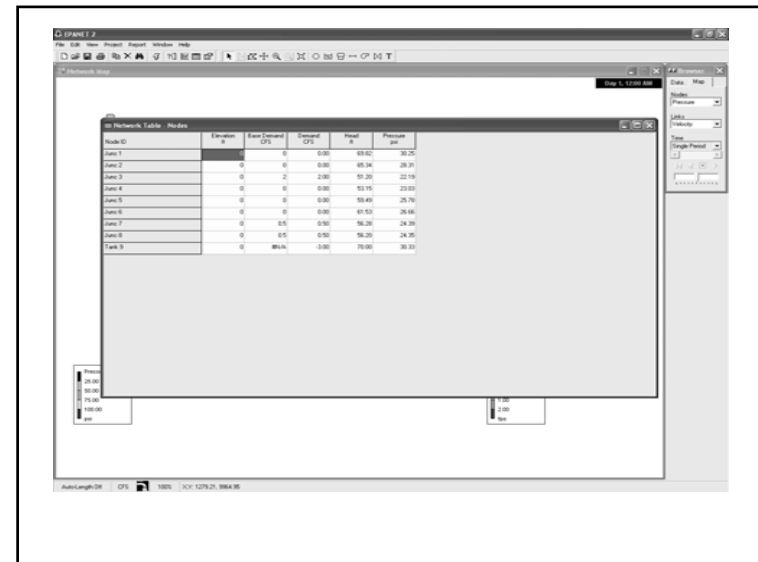 EPANET 2
File Edit View Project Report Window Help
Network Map
Day 1, 12:00 AM
Browser
Data Map
Nodes
Pressure
Links
Velocity
Time
Single Period
Network Table - Nodes
Node ID Elevation ft Base Demand CFS Demand CFS Head ft Pressure psi
Junc 1 0 0 0.00 69.82 30.25
Junc 2 0 0 0.00 65.34 28.31
Junc 3 0 2 2.00 51.20 22.19
Junc 4 0 0 0.00 53.15 23.03
Junc 5 0 0 0.00 59.49 25.78
Junc 6 0 0 0.00 61.53 26.66
Junc 7 0 0.5 0.50 56.28 24.39
Junc 8 0 0.5 0.50 56.20 24.35
Tank 9 0 #N/A -3.00 70.00 30.33
25.00
50.00
75.00
100.00
psi
1.00
2.00
fps
Auto-Length Off CFS 100% X,Y: 1279.21, 9964.95